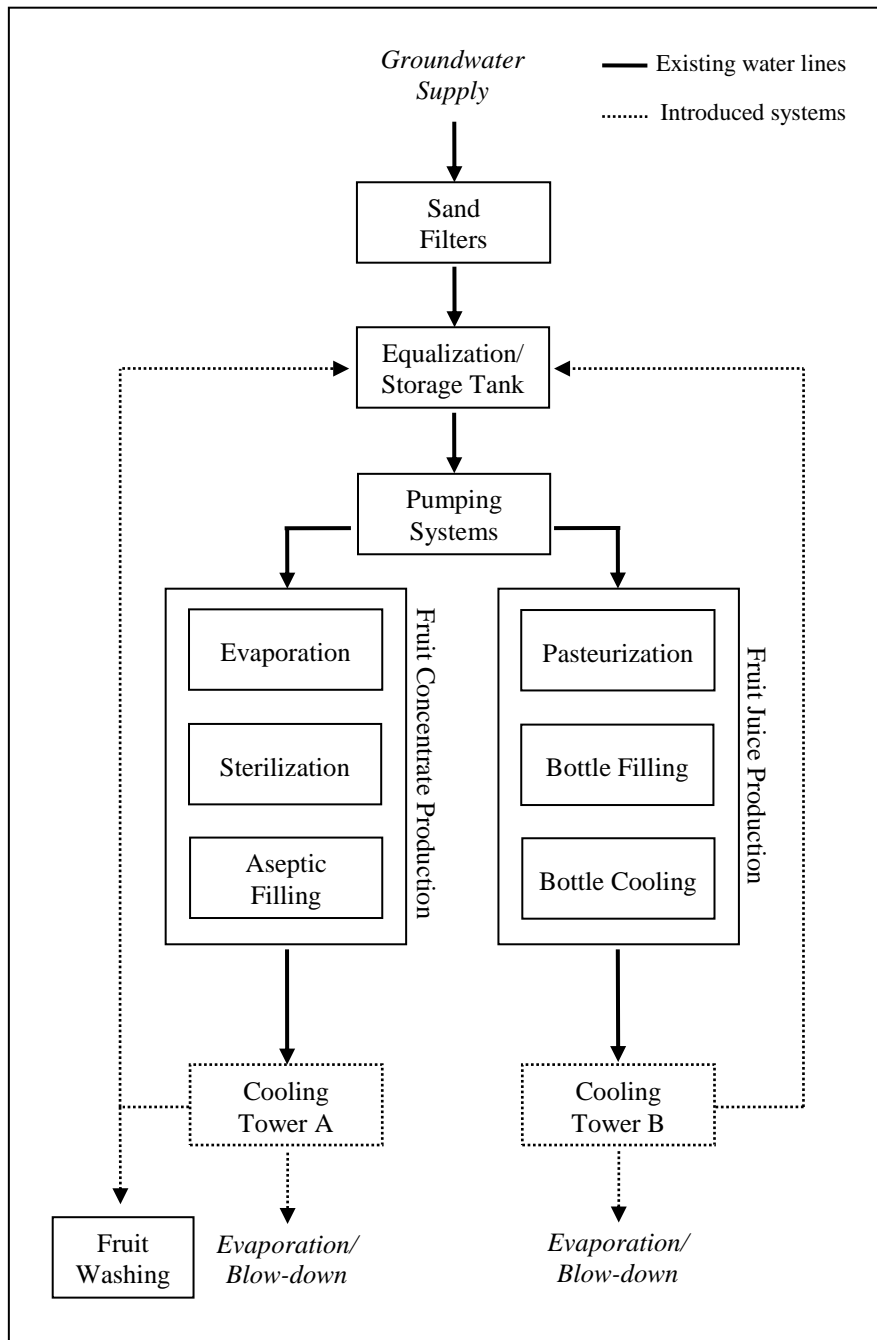 Groundwater
Supply
Existing water lines
Introduced systems
Sand
Filters
Equalization/
Storage Tank
Pumping
Systems
Evaporation
Sterilization
Aseptic
Filling
Fruit Concentrate Production
Pasteurization
Bottle Filling
Bottle Cooling
Fruit Juice Production
Cooling
Tower A
Cooling
Tower B
Fruit
Washing
Evaporation/
Blow-down
Evaporation/
Blow-down